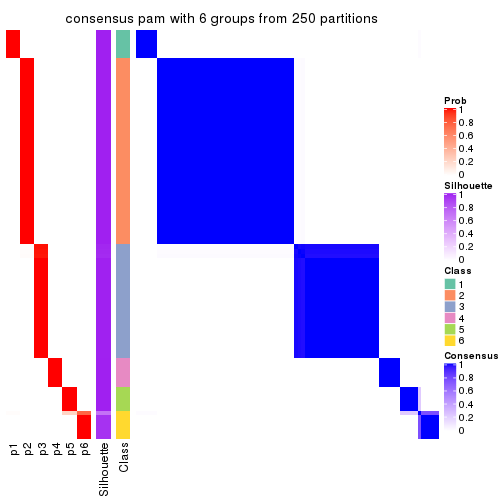 consensus pam with 6 groups from 250 partitions
Prob
1
0.8
0.6
0.4
0.2
0
Silhouette
1
0.8
0.6
0.4
0.2
0
Class
1
2
3
4
5
6
Consensus
1
0.8
0.6
0.4
0.2
0
p1
p2
p3
p4
p5
p6
Silhouette
Class